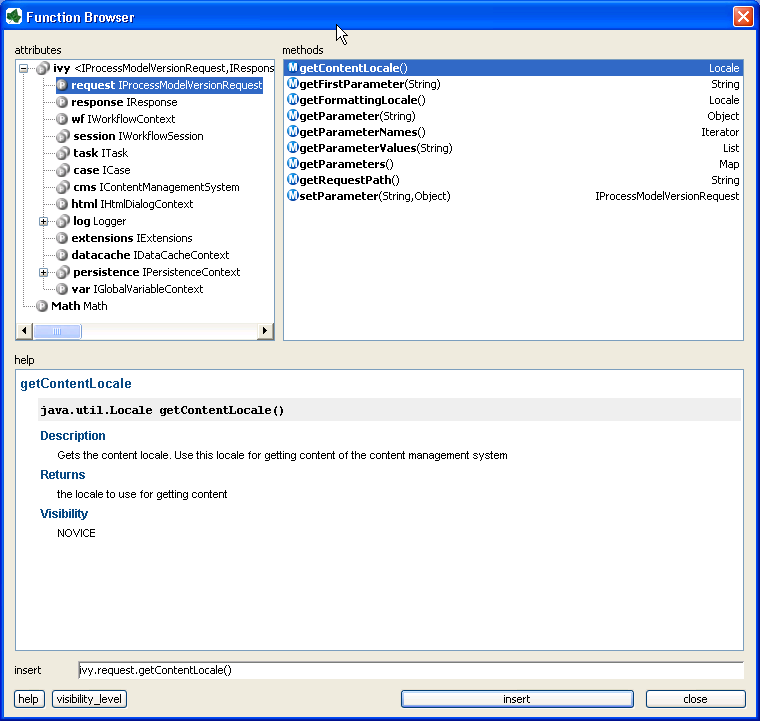 Function Browser
attributes
ivy <IProcessModelVersionRequest,IRespons
request IProcessModelVersionRequest
response IResponse
wf IWorkflowContext
session IWorkflowSession
task ITask
case ICase
cms IContentManagementSystem
html IHtmlDialogContext
log Logger
extensions IExtensions
datacache IDataCacheContext
persistence IPersistenceContext
var IGlobalVariableContext
Math Math
methods
getContentLocale() Locale
getFirstParameter(String) String
getFormattingLocale() Locale
getParameter(String) Object
getParameterNames() Iterator
getParameterValues(String) List
getParameters() Map
getRequestPath() String
setParameter(String,Object) IProcessModelVersionRequest
help
getContentLocale
java.util.Locale getContentLocale()
Description
Gets the content locale. Use this locale for getting content of the content management system
Returns
the locale to use for getting content
Visibility
NOVICE
insert ivy.request.getContentLocale()
help visibility_level insert close